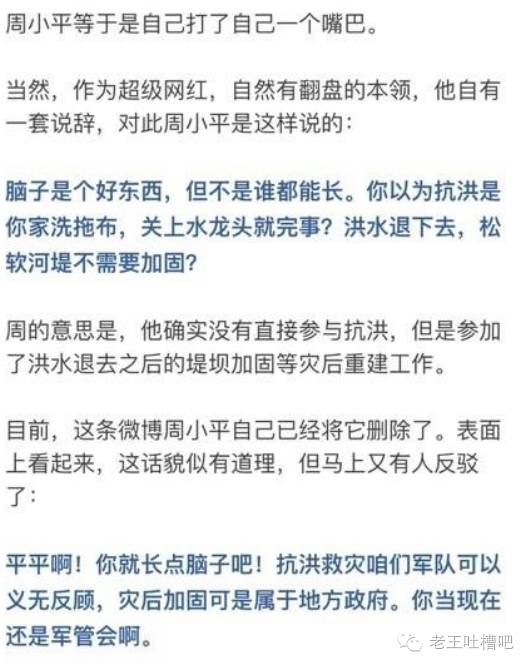 周小平等于是自己打了自己一个嘴巴。
当然，作为超级网红，自然有翻盘的本领，他自有
一套说辞，对此周小平是这样说的：
脑子是个好东西，但不是谁都能长。你以为抗洪是
你家洗拖布，关上水龙头就完事？洪水退下去，松
软河堤不需要加固？
周的意思是，他确实没有直接参与抗洪，但是参加
了洪水退去之后的堤坝加固等灾后重建工作。
目前，这条微博周小平自己已经将它删除了。表面
上看起来，这话貌似有道理，但马上又有人反驳
了：
平平啊！你就长点脑子吧！抗洪救灾咱们军队可以
义无反顾，灾后加固可是属于地方政府。你当现在
还是军管会啊。
老王吐槽吧